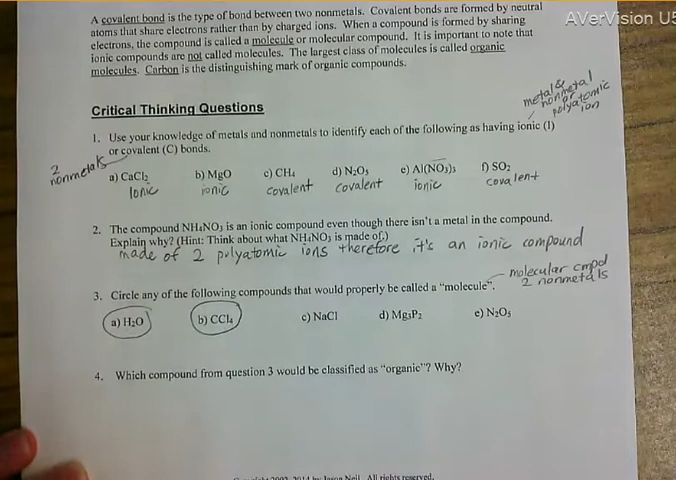 A covalent bond is the type of bond between two nonmetals. Covalent bonds are formed by neutral
AVerVision U5
atoms that share electrons rather than by charged ions. When a compound is formed by sharing
electrons, the compound is called a molecule or molecular compound. It is important to note that
ionic compounds are not called molecules. The largest class of molecules is called organic
molecules. Carbon is the distinguishing mark of organic compounds.
metal &
nonmetal
or
polyatomic
ion
Critical Thinking Questions
1. Use your knowledge of metals and nonmetals to identify each of the following as having ionic (I)
or covalent (C) bonds.
2
nonmetals
a) CaCl₂ b) MgO c) CH₄ d) N₂O₅ e) Al(NO₃)₃ f) SO₂
Ionic ionic covalent covalent ionic covalent
2. The compound NH₄NO₃ is an ionic compound even though there isn't a metal in the compound.
Explain why? (Hint: Think about what NH₄NO₃ is made of.)
made of 2 polyatomic ions therefore it's an ionic compound
molecular cmpd
2 nonmetals
3. Circle any of the following compounds that would properly be called a "molecule".
a) H₂O b) CCl₄ c) NaCl d) Mg₃P₂ e) N₂O₅
4. Which compound from question 3 would be classified as "organic"? Why?
All rights reserved.